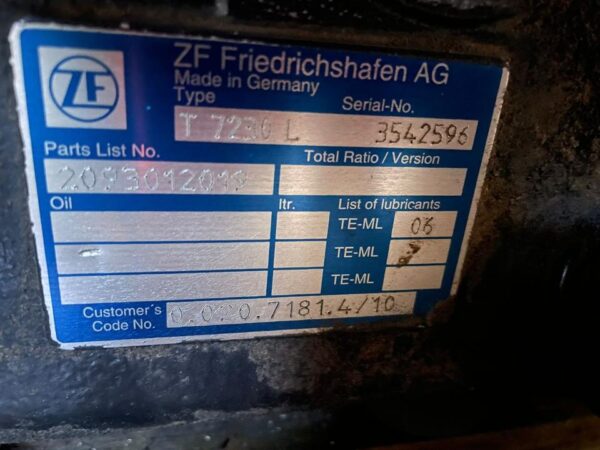 ZF
ZF Friedrichshafen AG
Made in Germany
Type
Serial-No.
T 7230 L
3542596
Parts List No.
Total Ratio / Version
2093012019
Oil
ltr.
List of lubricants
TE-ML 06
TE-ML
TE-ML
Customer's
Code No.
0.020.7181.4/10